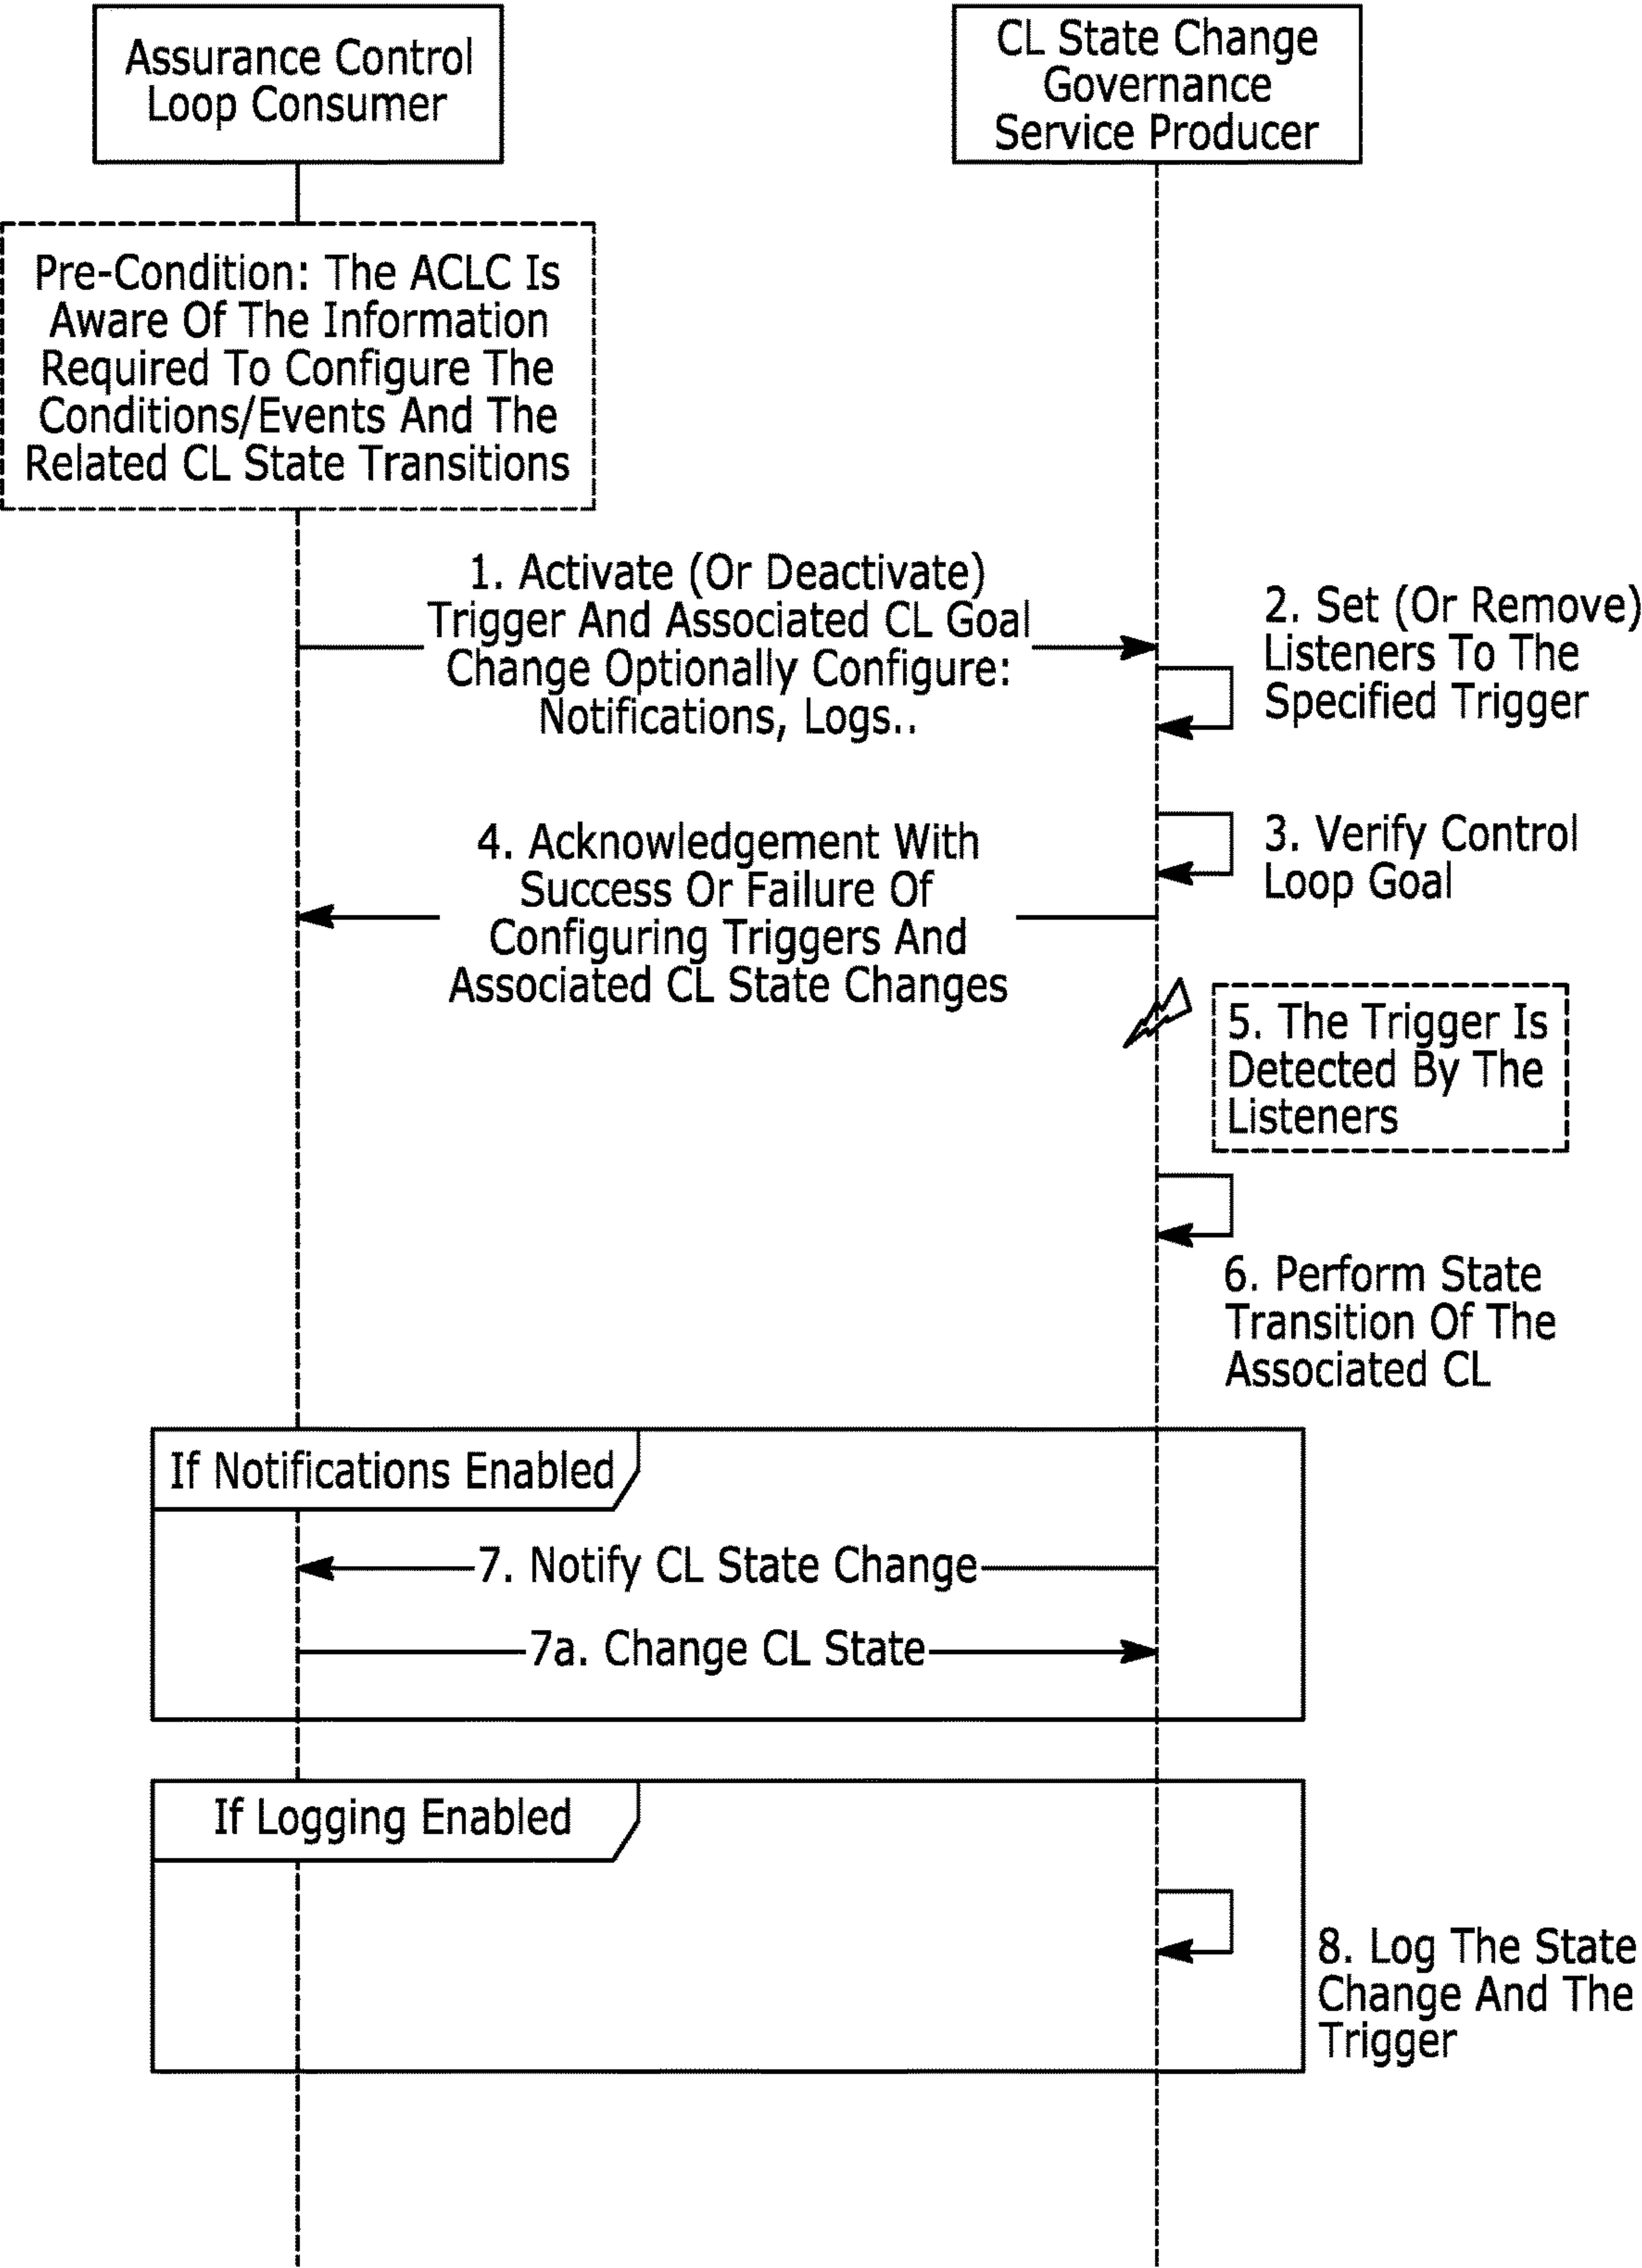 Assurance Control
Loop Consumer
CL State Change
Governance
Service Producer
Pre-Condition: The ACLC Is
Aware Of The Information
Required To Configure The
Conditions/Events And The
Related CL State Transitions
1. Activate (Or Deactivate)
Trigger And Associated CL Goal
Change Optionally Configure:
Notifications, Logs..
2. Set (Or Remove)
Listeners To The
Specified Trigger
3. Verify Control
Loop Goal
4. Acknowledgement With
Success Or Failure Of
Configuring Triggers And
Associated CL State Changes
5. The Trigger Is
Detected By The
Listeners
6. Perform State
Transition Of The
Associated CL
If Notifications Enabled
7. Notify CL State Change
7a. Change CL State
If Logging Enabled
8. Log The State
Change And The
Trigger